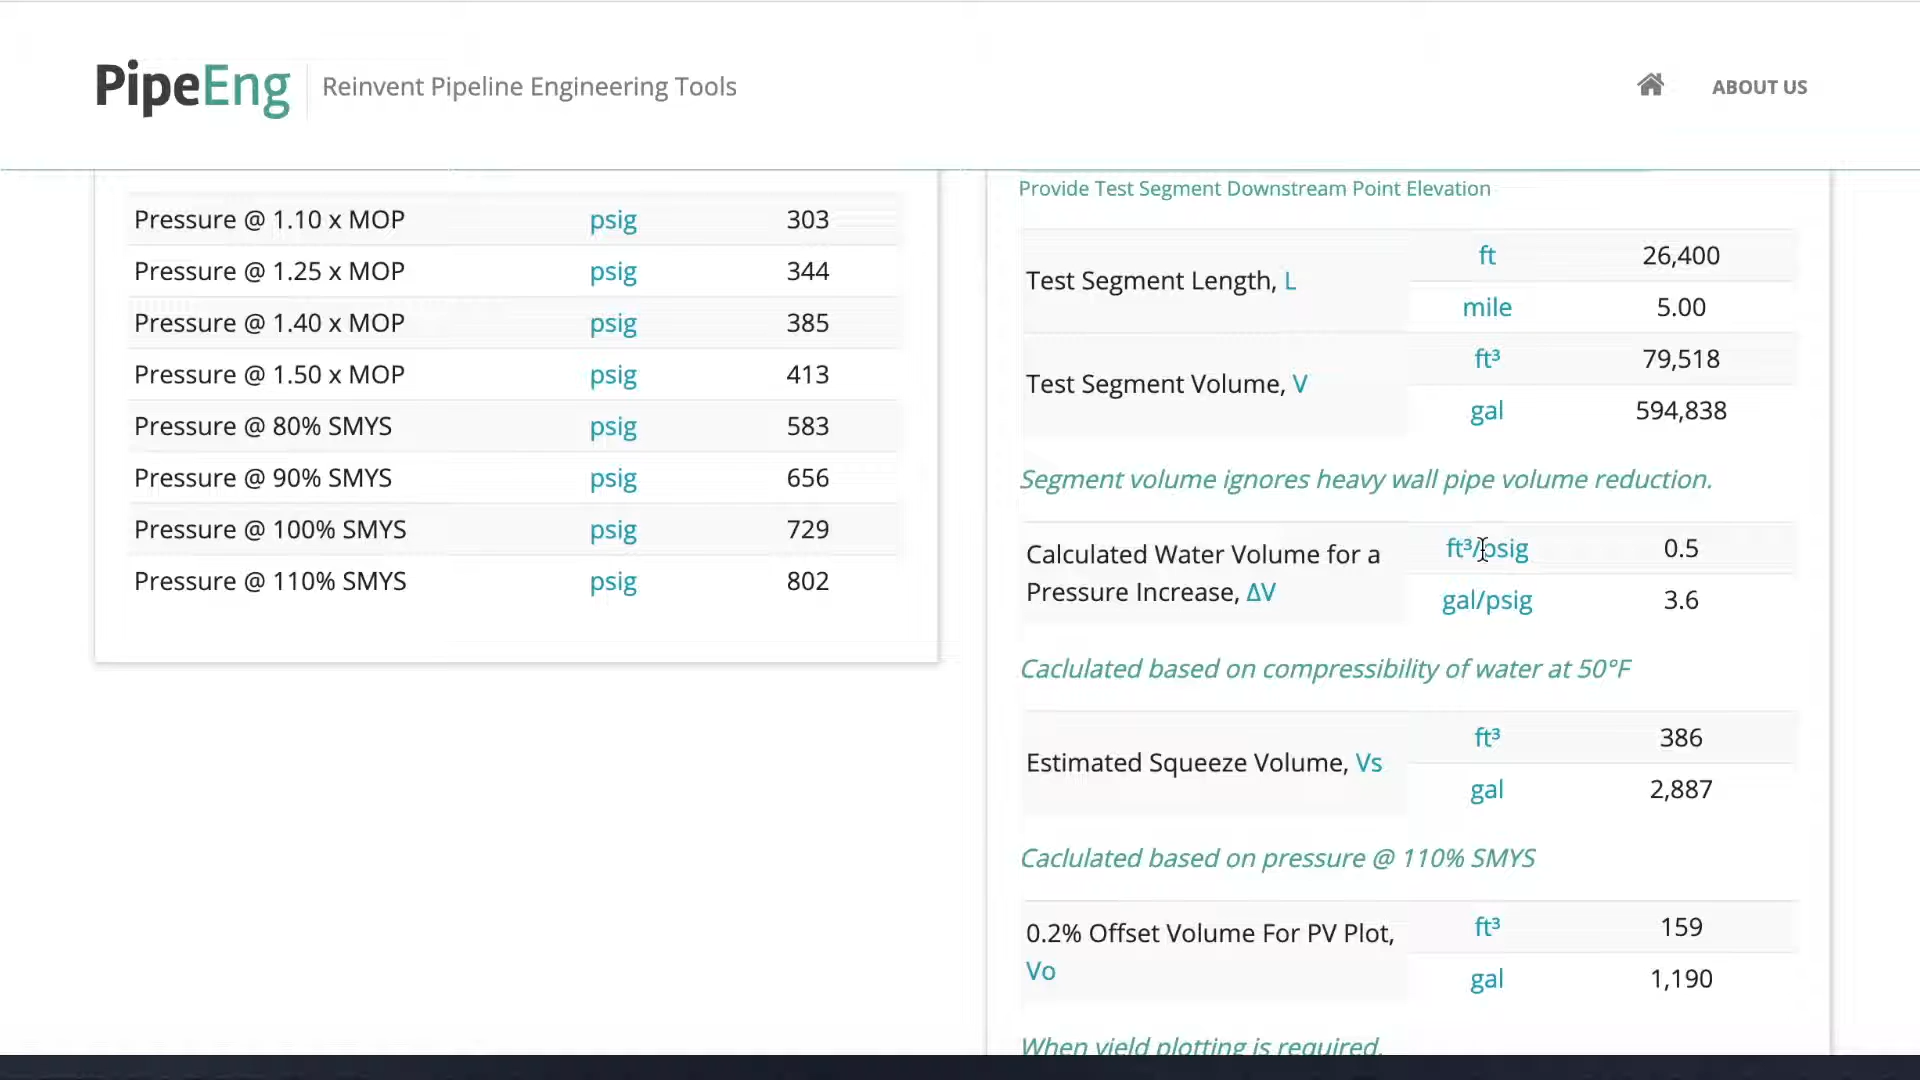 PipeEng Reinvent Pipeline Engineering Tools ABOUT US
Pressure @ 1.10 x MOP psig 303
Pressure @ 1.25 x MOP psig 344
Pressure @ 1.40 x MOP psig 385
Pressure @ 1.50 x MOP psig 413
Pressure @ 80% SMYS psig 583
Pressure @ 90% SMYS psig 656
Pressure @ 100% SMYS psig 729
Pressure @ 110% SMYS psig 802
Provide Test Segment Downstream Point Elevation
Test Segment Length, L
ft 26,400
mile 5.00
Test Segment Volume, V
ft³ 79,518
gal 594,838
Segment volume ignores heavy wall pipe volume reduction.
Calculated Water Volume for a
Pressure Increase, ΔV
ft³/psig 0.5
gal/psig 3.6
Caclulated based on compressibility of water at 50°F
Estimated Squeeze Volume, Vs
ft³ 386
gal 2,887
Caclulated based on pressure @ 110% SMYS
0.2% Offset Volume For PV Plot,
Vo
ft³ 159
gal 1,190
When yield plotting is required.